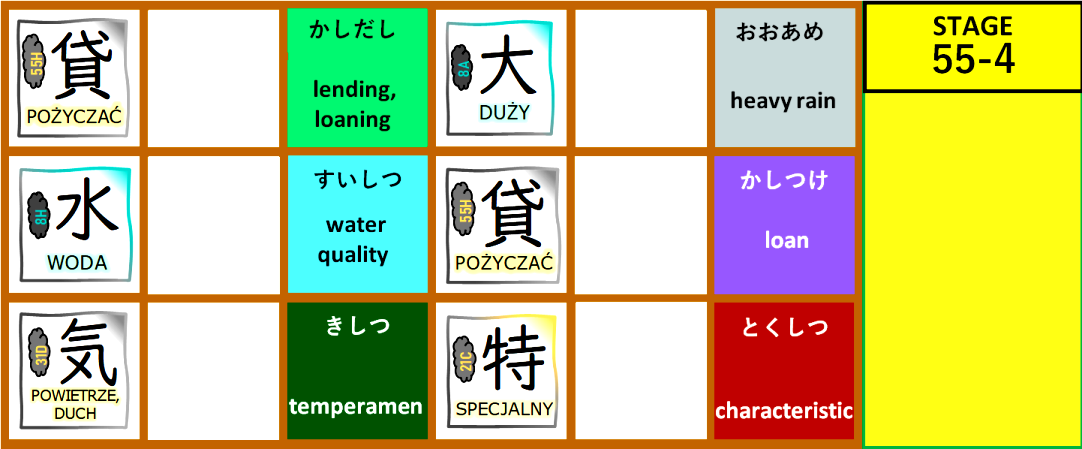 55H
貸
POŻYCZAĆ
かしだし
lending,
loaning
8A
大
DUŻY
おおあめ
heavy rain
STAGE
55-4
8H
水
WODA
すいしつ
water
quality
55H
貸
POŻYCZAĆ
かしつけ
loan
31D
気
POWIETRZE,
DUCH
きしつ
temperamen
21C
特
SPECJALNY
とくしつ
characteristic